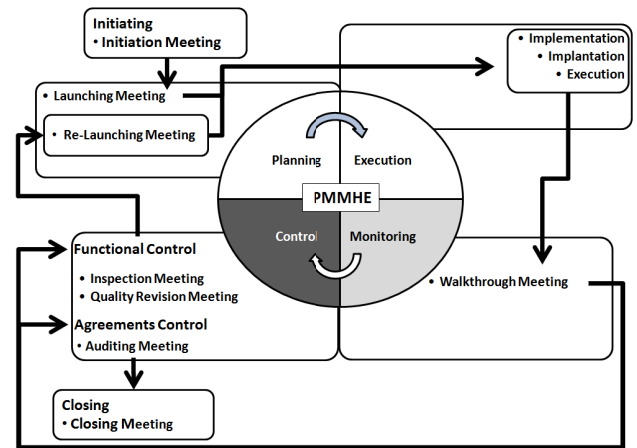 Initiating
• Initiation Meeting
• Launching Meeting
• Re-Launching Meeting
• Implementation
• Implantation
• Execution
Planning
Execution
PMMHE
Control
Monitoring
Functional Control
• Inspection Meeting
• Quality Revision Meeting
Agreements Control
• Auditing Meeting
• Walkthrough Meeting
Closing
• Closing Meeting